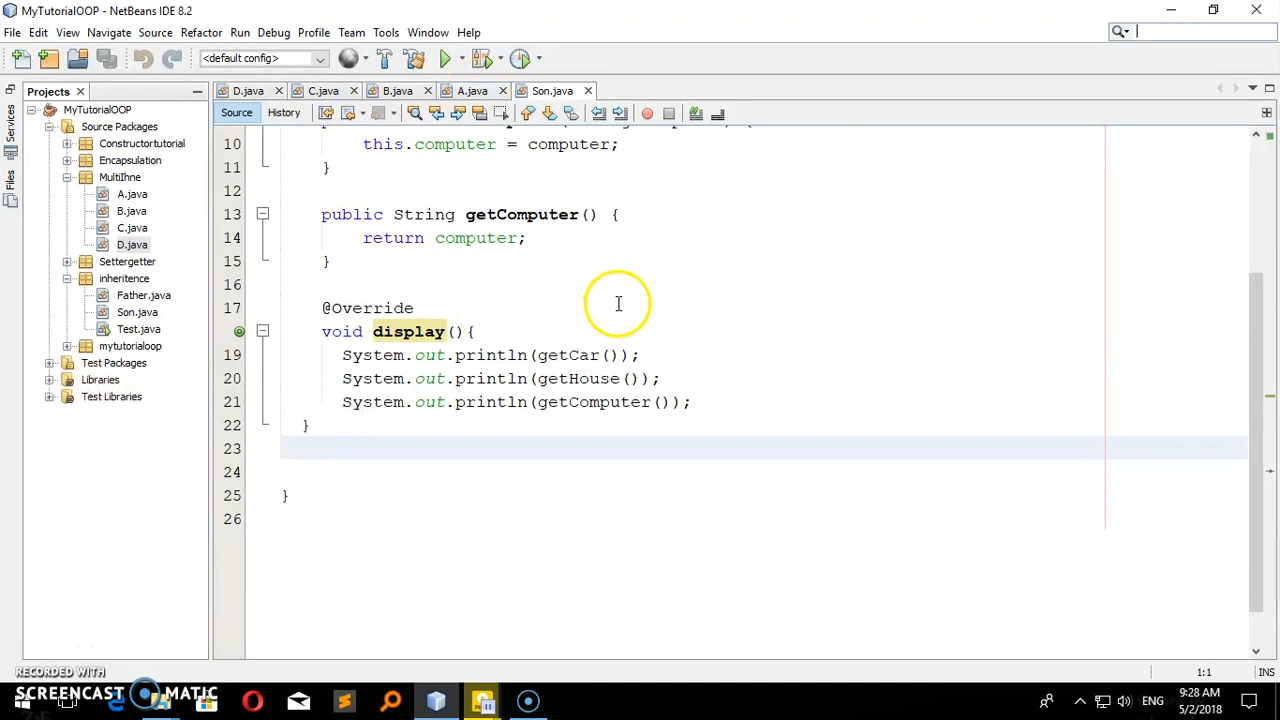 MyTutorialOOP - NetBeans IDE 8.2
File Edit View Navigate Source Refactor Run Debug Profile Team Tools Window Help
<default config>
Projects
Services
Files
MyTutorialOOP
Source Packages
Constructortutorial
Encapsulation
MultiIhne
A.java
B.java
C.java
D.java
Settergetter
inheritence
Father.java
Son.java
Test.java
mytutorialoop
Test Packages
Libraries
Test Libraries
D.java C.java B.java A.java Son.java
Source History
10 this.computer = computer;
11 }
12
13 public String getComputer() {
14 return computer;
15 }
16
17 @Override
void display(){
19 System.out.println(getCar());
20 System.out.println(getHouse());
21 System.out.println(getComputer());
22 }
23
24
25 }
26
1:1 INS
RECORDED WITH
SCREENCAST MATIC
ENG
9:28 AM
5/2/2018